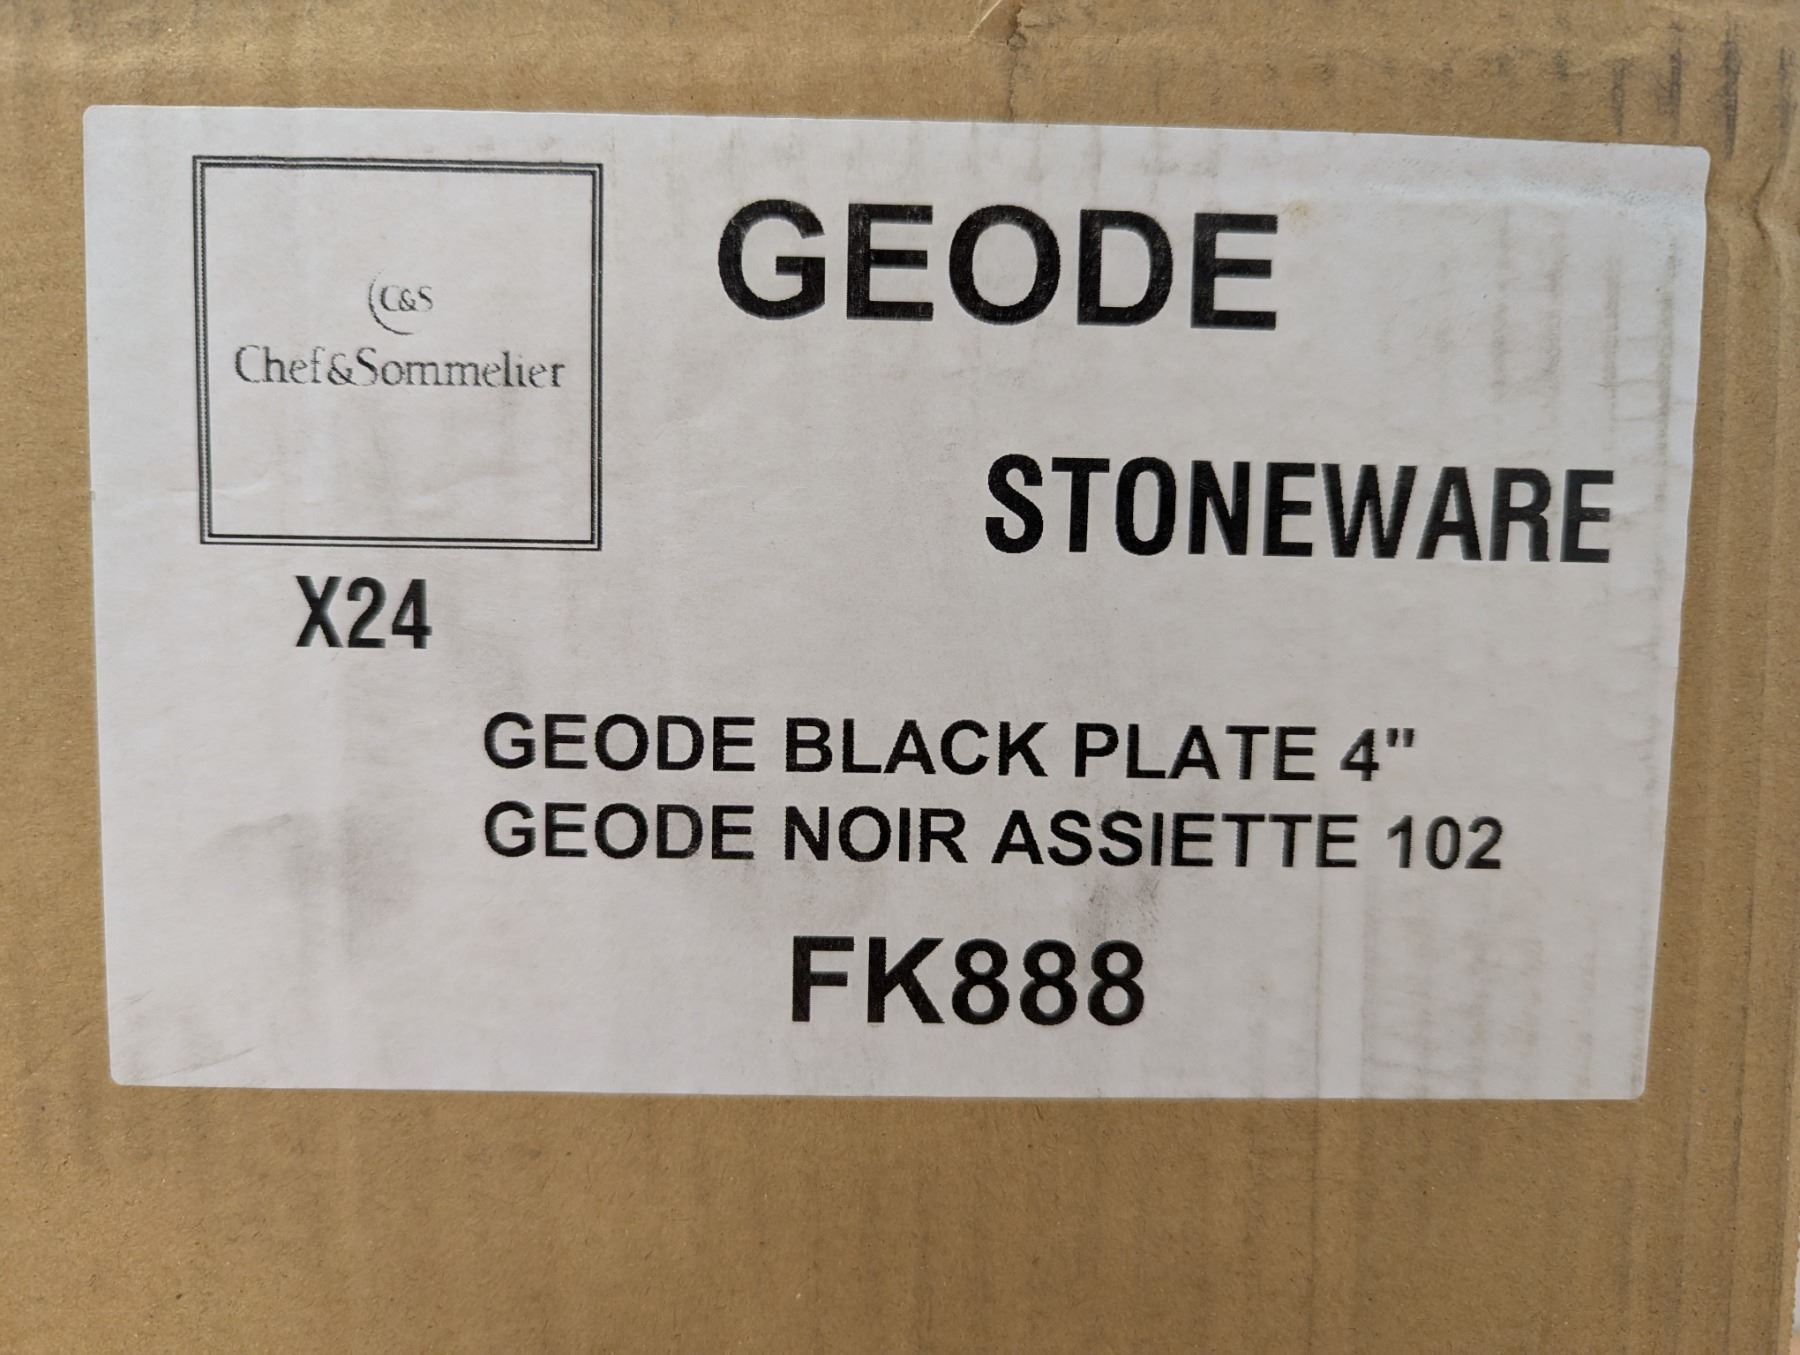 C&S
Chef&Sommelier
GEODE
STONEWARE
X24
GEODE BLACK PLATE 4"
GEODE NOIR ASSIETTE 102
FK888